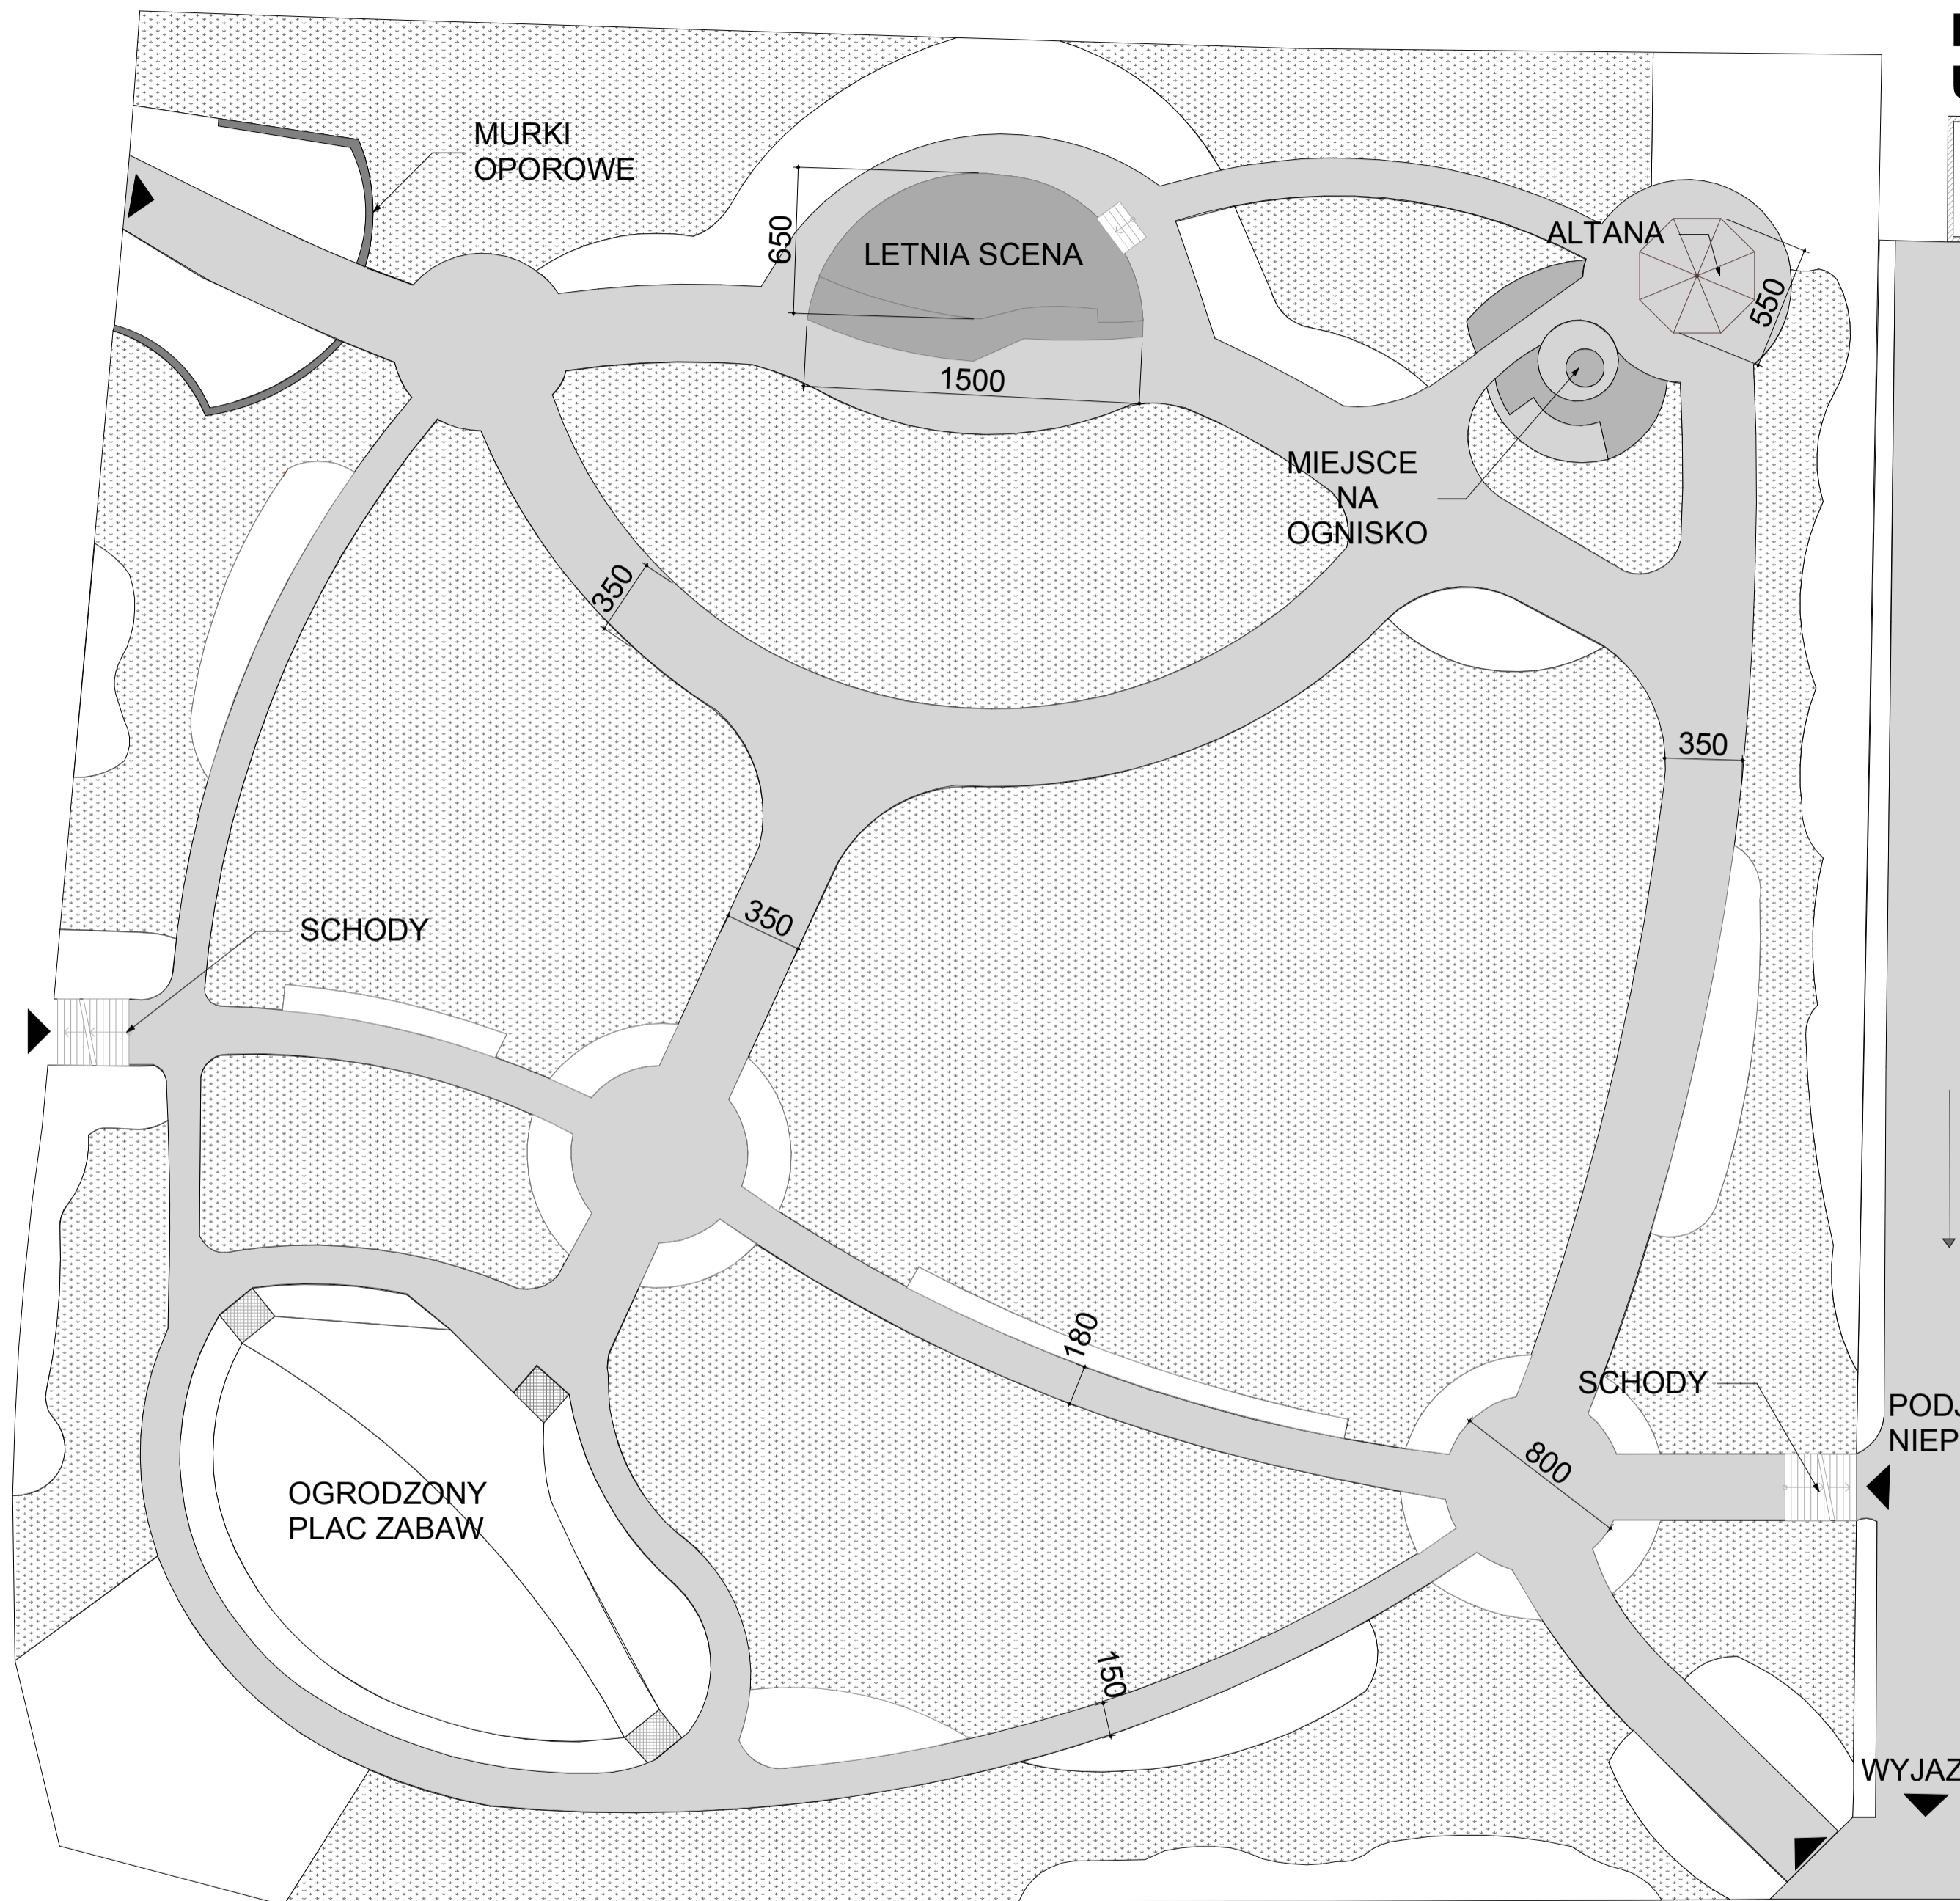 MURKI
OPOROWE
650
LETNIA SCENA
1500
ALTANA
550
MIEJSCE
NA
OGNISKO
350
350
350
SCHODY
180
SCHODY
800
OGRODZONY
PLAC ZABAW
150